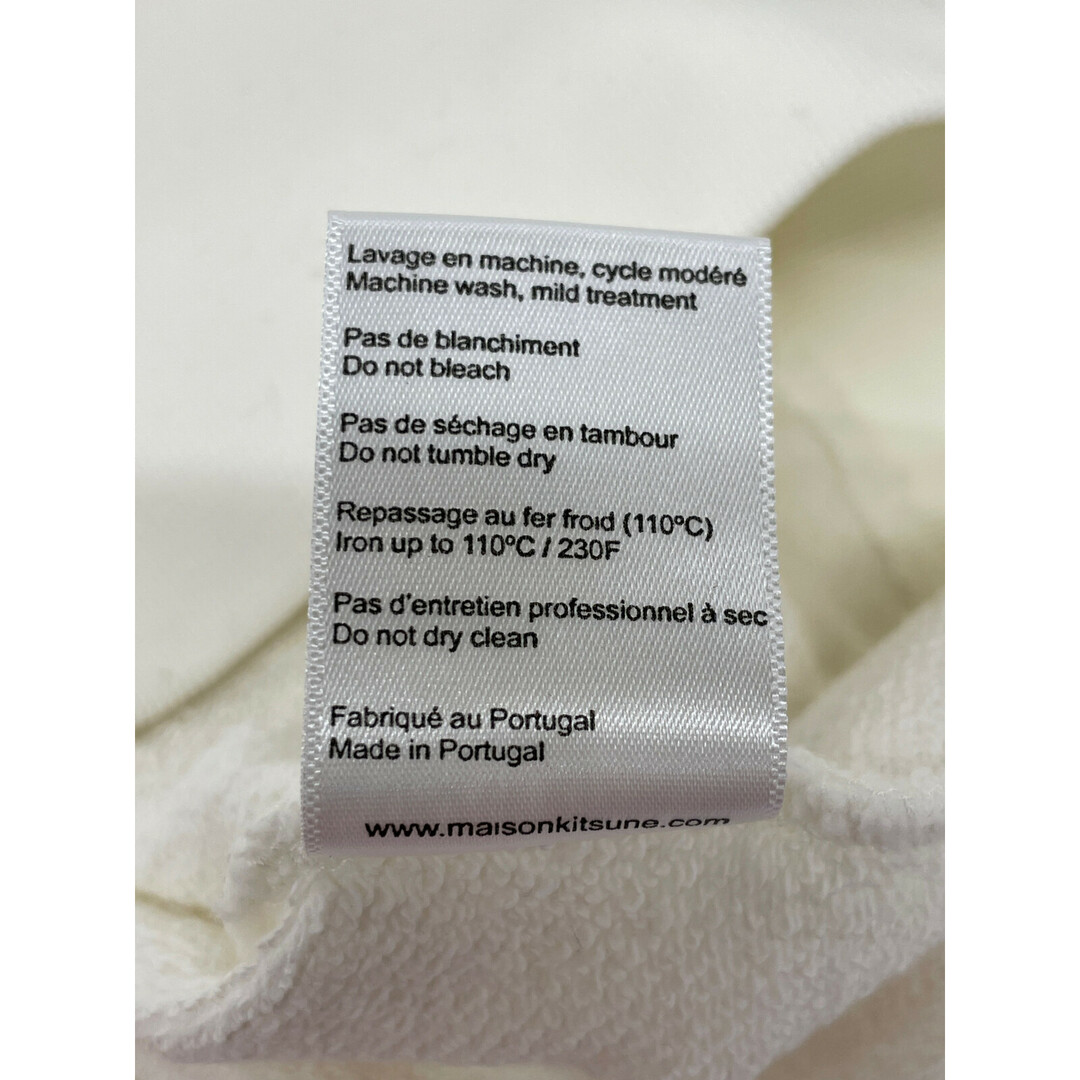 Lavage en machine, cycle modéré
Machine wash, mild treatment
Pas de blanchiment
Do not bleach
Pas de séchage en tambour
Do not tumble dry
Repassage au fer froid (110ºC)
Iron up to 110ºC / 230F
Pas d'entretien professionnel à sec
Do not dry clean
Fabriqué au Portugal
Made in Portugal
www.maisonkitsune.com